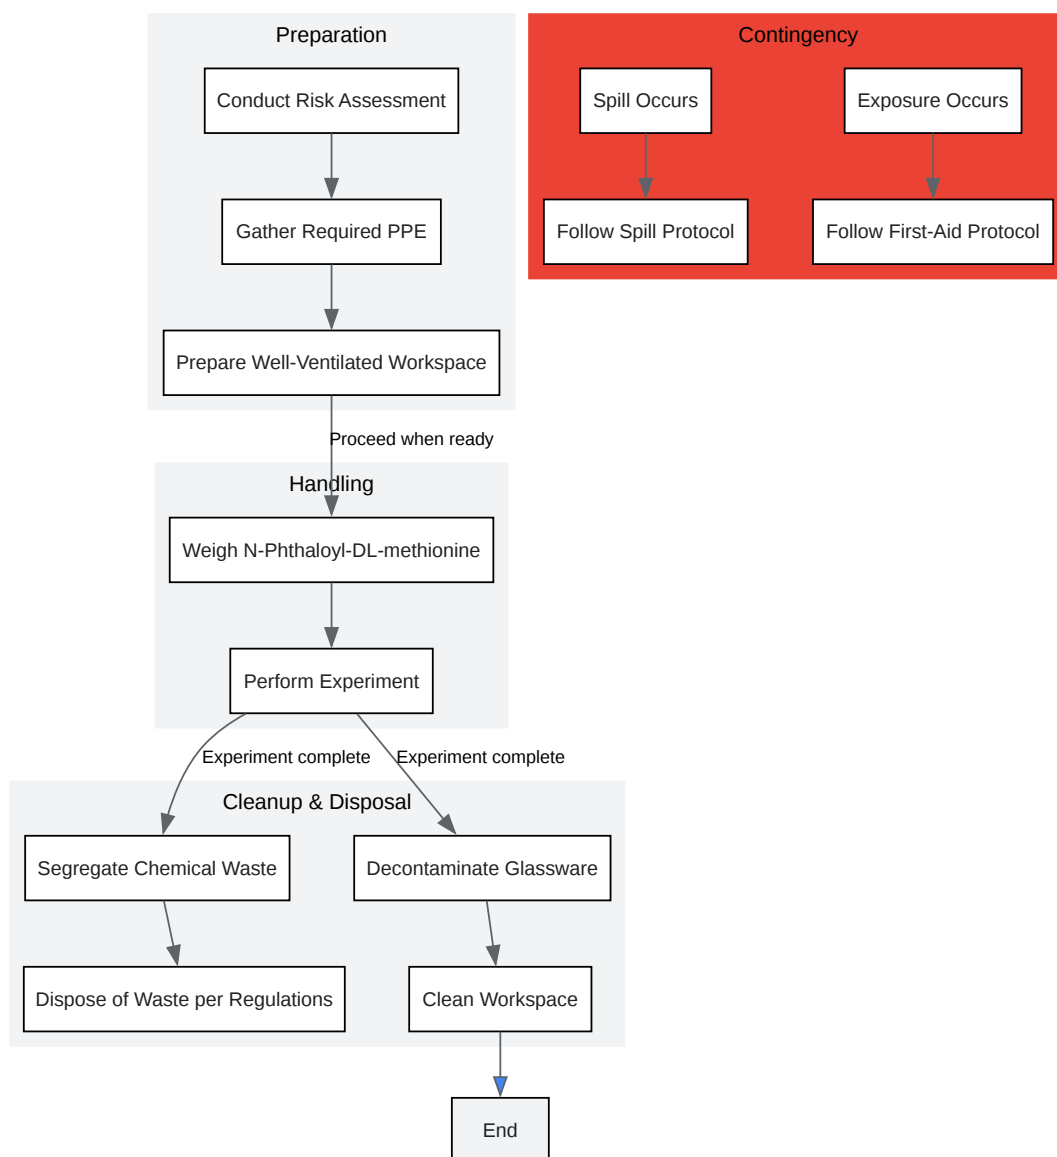 Preparation
Conduct Risk Assessment
Gather Required PPE
Prepare Well-Ventilated Workspace
Proceed when ready
Contingency
Spill Occurs
Exposure Occurs
Follow Spill Protocol
Follow First-Aid Protocol
Handling
Weigh N-Phthaloyl-DL-methionine
Perform Experiment
Experiment complete
Experiment complete
Cleanup & Disposal
Segregate Chemical Waste
Decontaminate Glassware
Dispose of Waste per Regulations
Clean Workspace
End